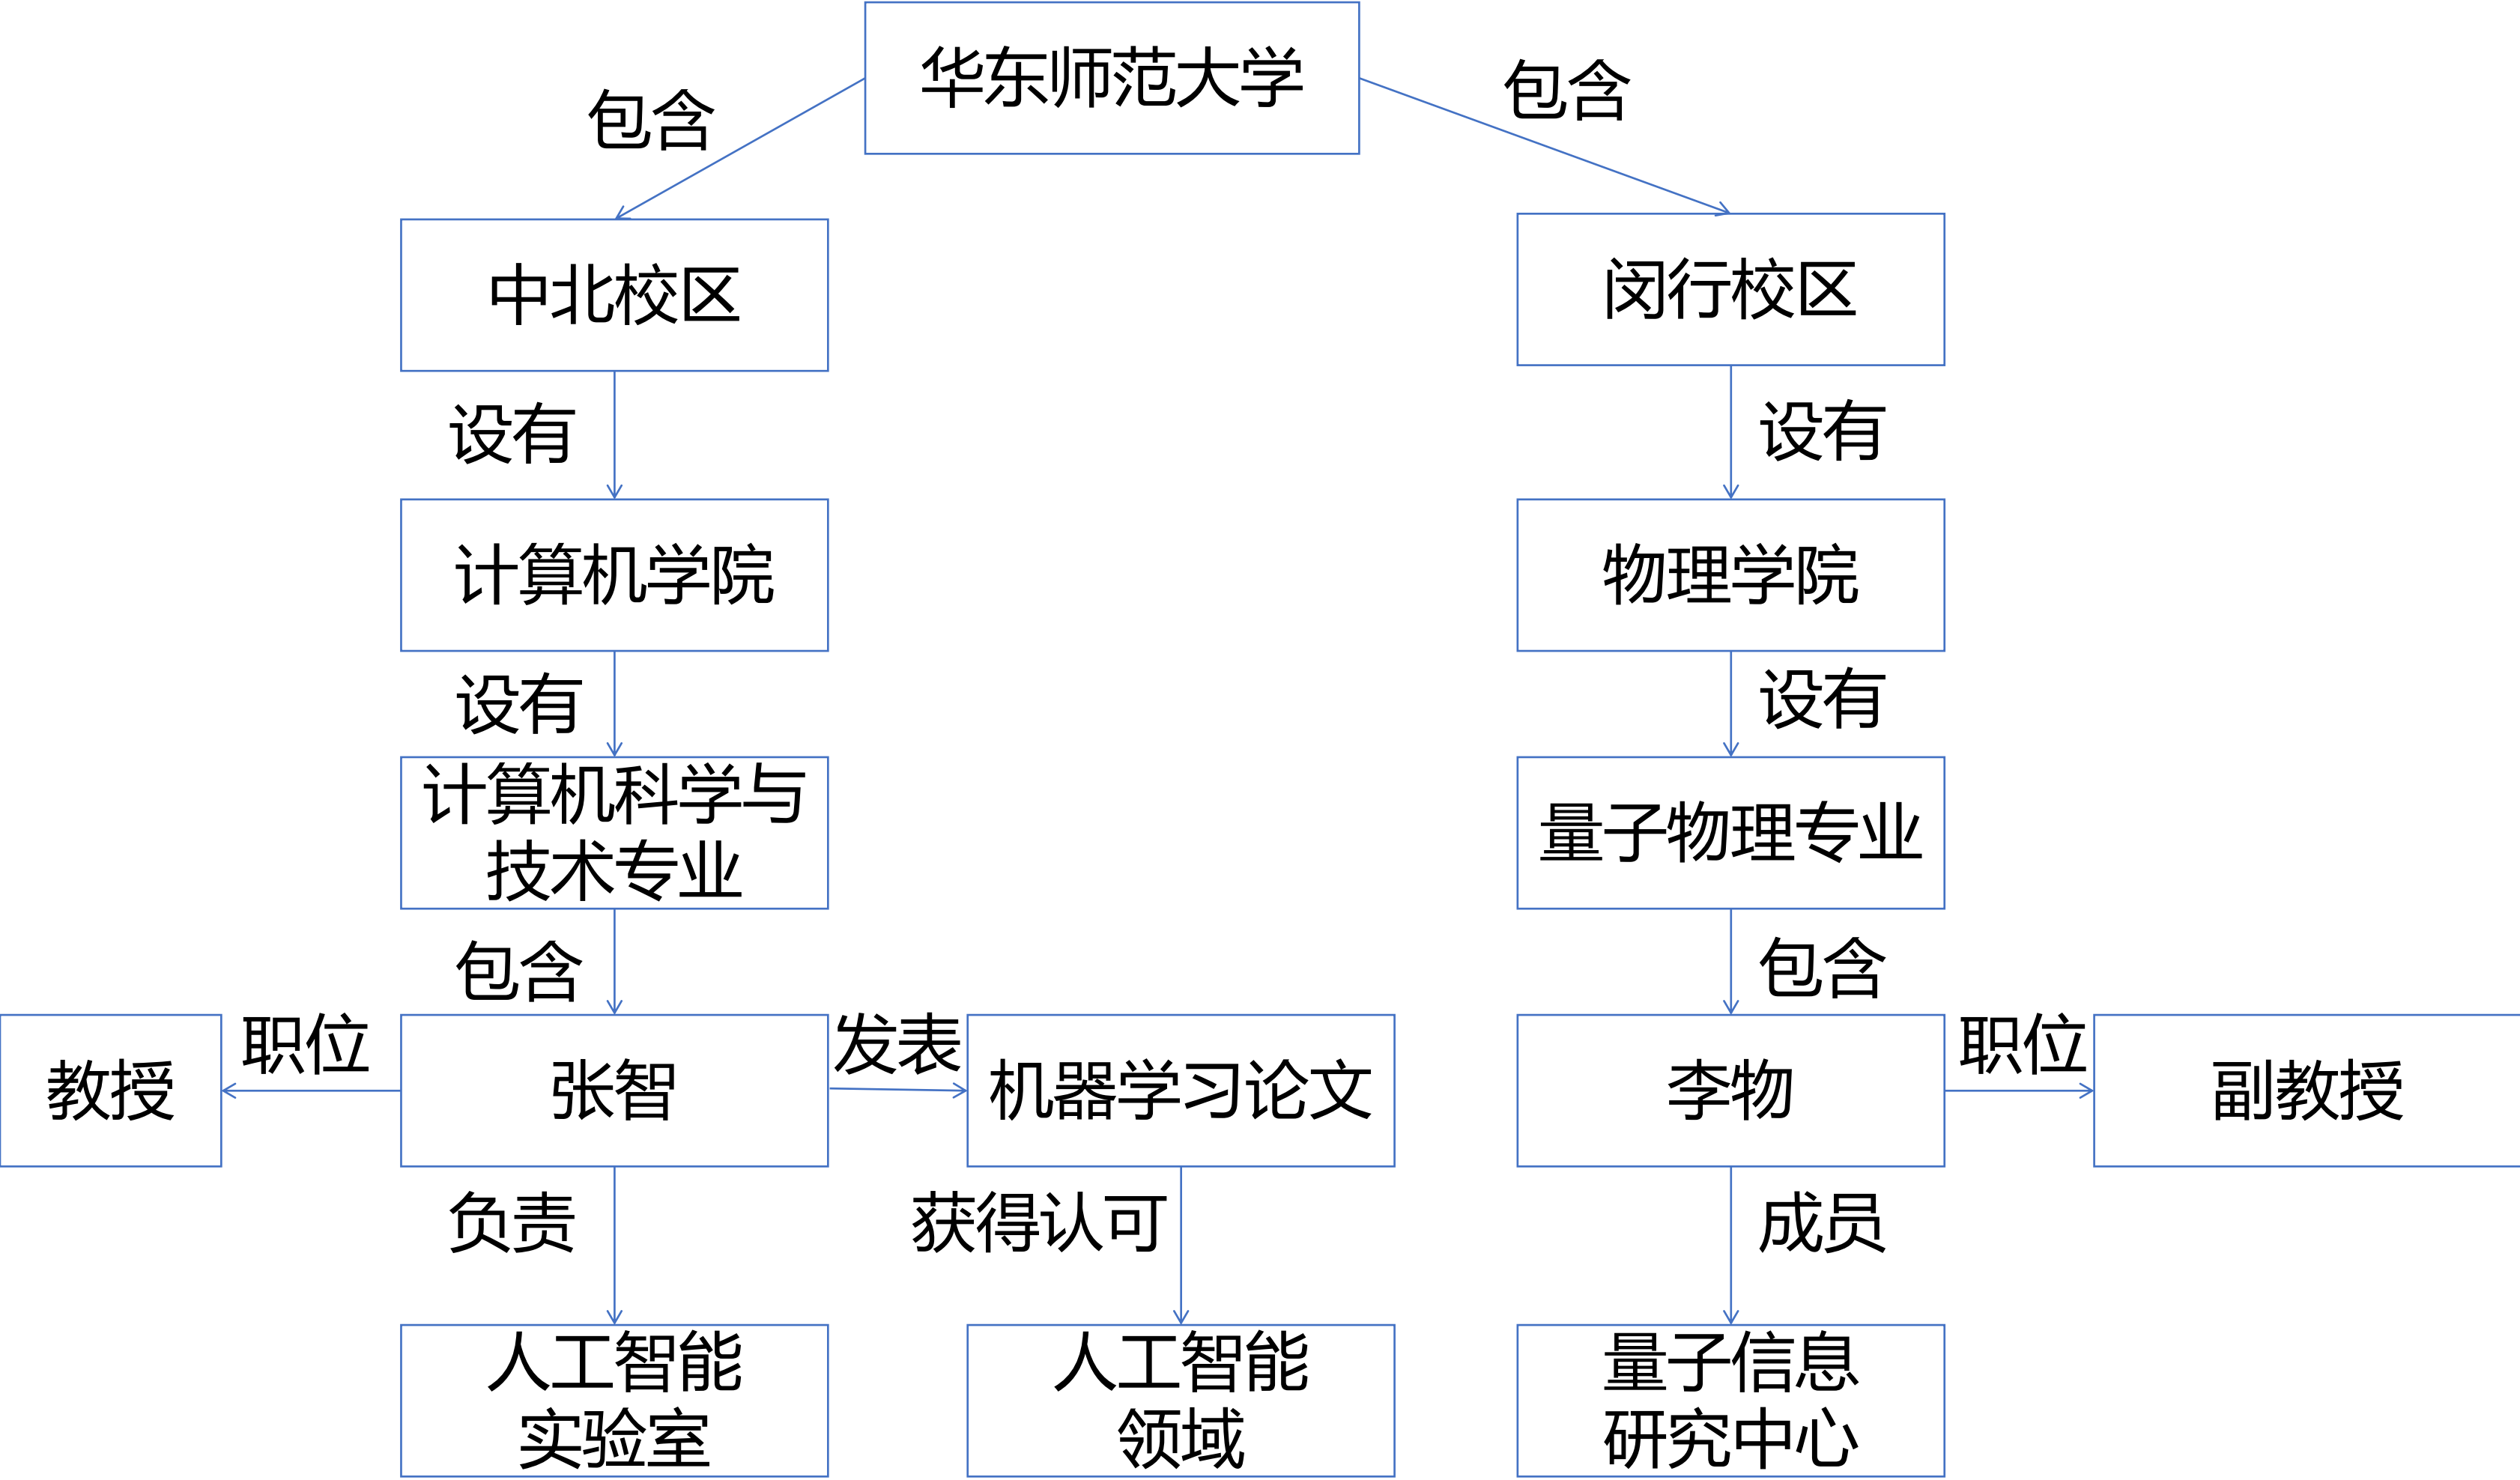 华东师范大学
包含
包含
中北校区
闵行校区
设有
设有
计算机学院
物理学院
设有
设有
计算机科学与
技术专业
量子物理专业
包含
包含
教授
职位
张智
发表
机器学习论文
李物
职位
副教授
负责
获得认可
成员
人工智能
实验室
人工智能
领域
量子信息
研究中心